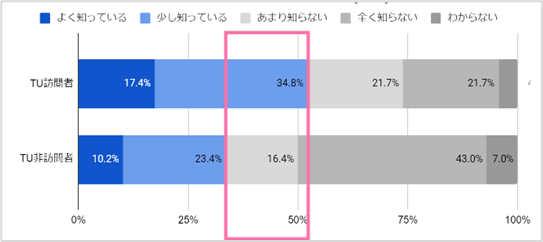 よく知っている 少し知っている あまり知らない 全く知らない わからない
TU訪問者 17.4% 34.8% 21.7% 21.7%
TU非訪問者 10.2% 23.4% 16.4% 43.0% 7.0%
0% 25% 50% 75% 100%